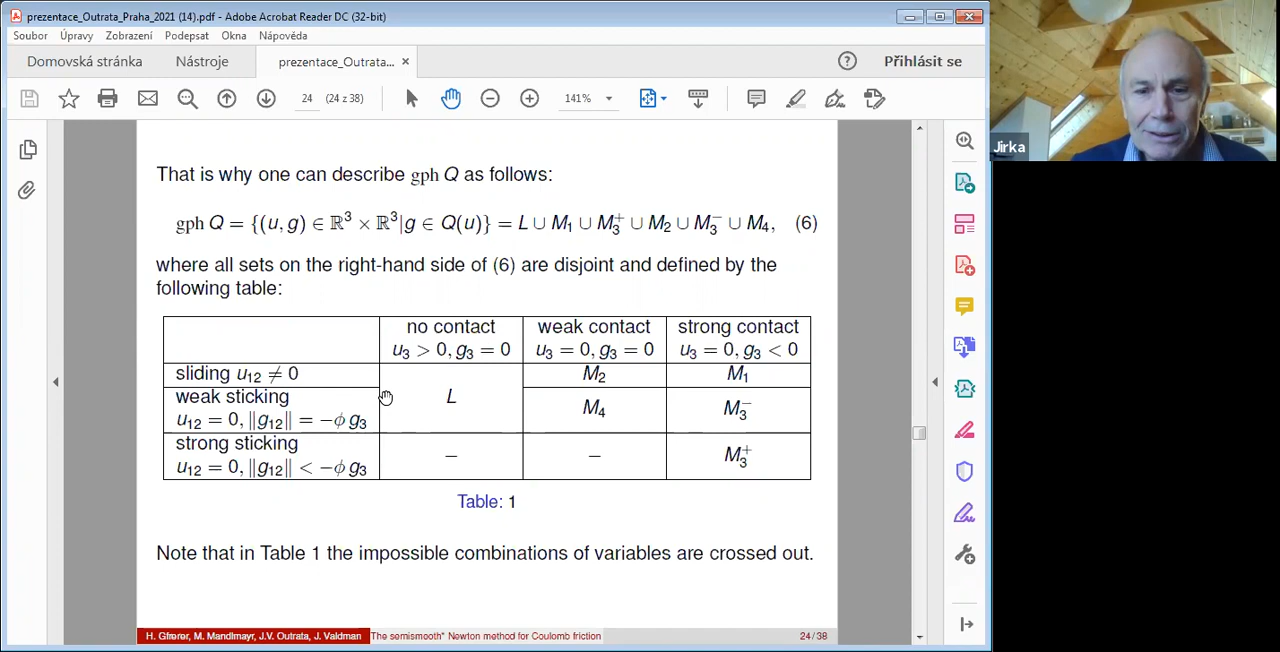 prezentace_Outrata_Praha_2021 (14).pdf - Adobe Acrobat Reader DC (32-bit)
Soubor Úpravy Zobrazení Podepsat Okna Nápověda
Domovská stránka Nástroje prezentace_Outrata... × Přihlásit se
24 (24 z 38) 141%
Jirka
That is why one can describe gph Q as follows:
gph Q = {(u, g) ∈ ℝ³ × ℝ³|g ∈ Q(u)} = L ∪ M₁ ∪ M₃⁺ ∪ M₂ ∪ M₃⁻ ∪ M₄, (6)
where all sets on the right-hand side of (6) are disjoint and defined by the
following table:
no contact weak contact strong contact
u₃ > 0, g₃ = 0 u₃ = 0, g₃ = 0 u₃ = 0, g₃ < 0
sliding u₁₂ ≠ 0 M₂ M₁
weak sticking
u₁₂ = 0, ‖g₁₂‖ = −ϕ g₃ L M₄ M₃⁻
strong sticking
u₁₂ = 0, ‖g₁₂‖ < −ϕ g₃ – – M₃⁺
Table: 1
Note that in Table 1 the impossible combinations of variables are crossed out.
H. Gfrerer, M. Mandlmayr, J.V. Outrata, J. Valdman The semismooth* Newton method for Coulomb friction 24/38